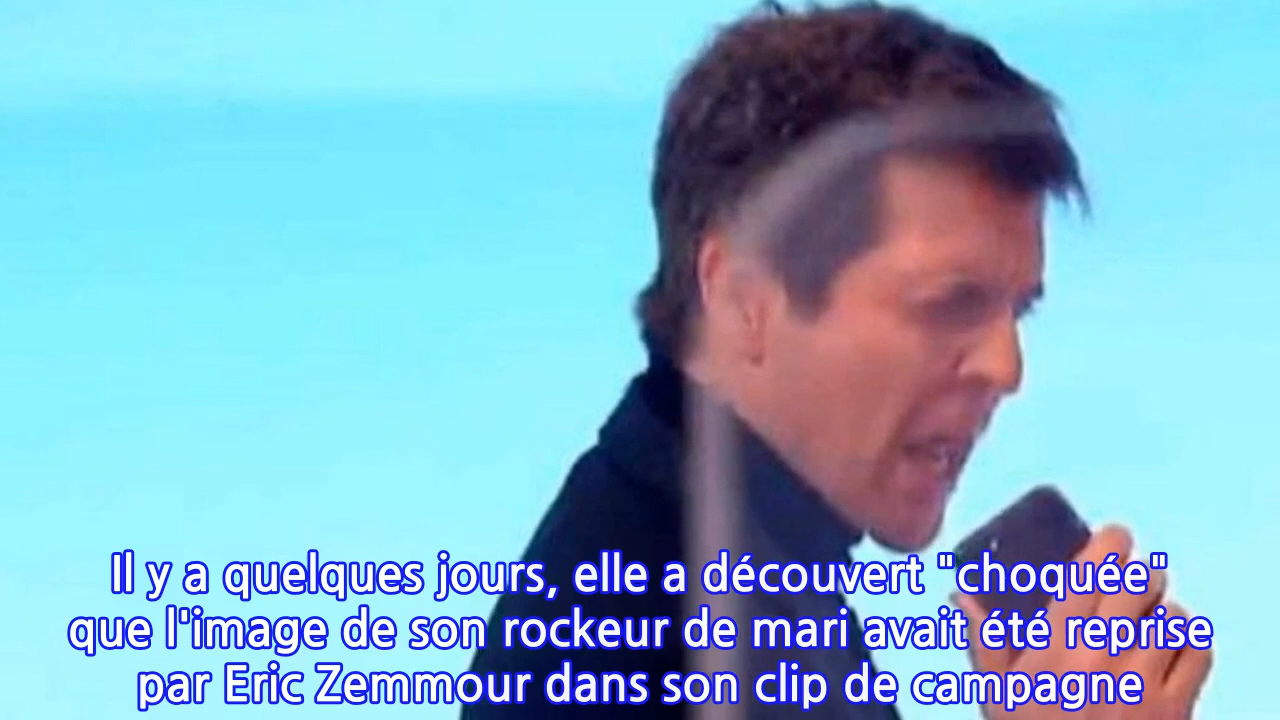 Il y a quelques jours, elle a découvert "choquée"
que l'image de son rockeur de mari avait été reprise
par Eric Zemmour dans son clip de campagne